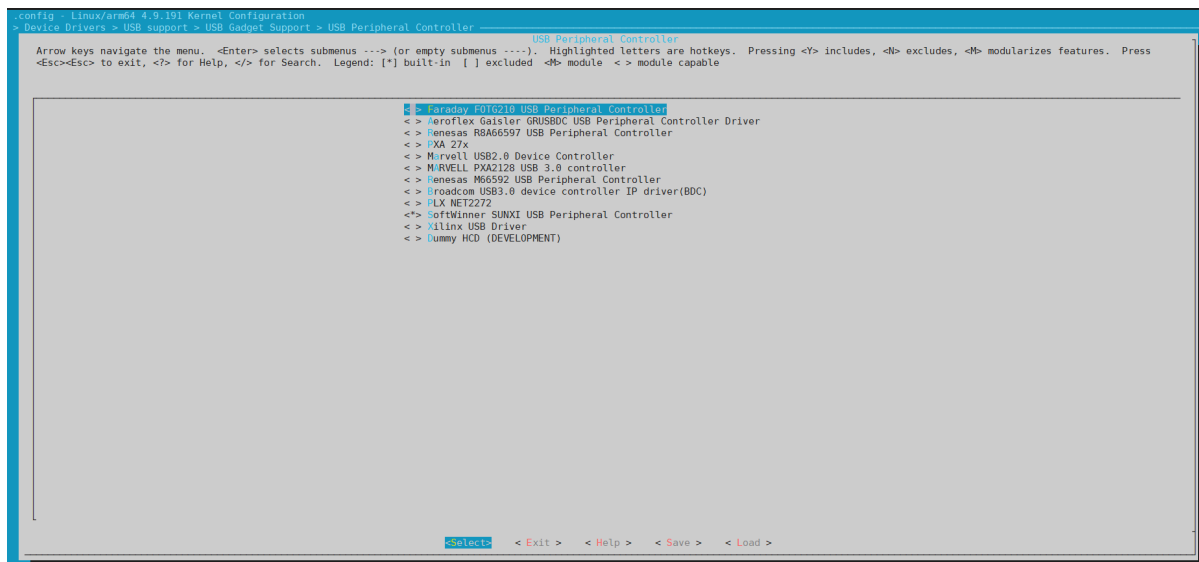 .config - Linux/arm64 4.9.191 Kernel Configuration
> Device Drivers > USB support > USB Gadget Support > USB Peripheral Controller
USB Peripheral Controller
Arrow keys navigate the menu. <Enter> selects submenus ---> (or empty submenus ----). Highlighted letters are hotkeys. Pressing <Y> includes, <N> excludes, <M> modularizes features. Press
<Esc><Esc> to exit, <?> for Help, </> for Search. Legend: [*] built-in [ ] excluded <M> module < > module capable
< > Faraday FOTG210 USB Peripheral Controller
< > Aeroflex Gaisler GRUSBDC USB Peripheral Controller Driver
< > Renesas R8A66597 USB Peripheral Controller
< > PXA 27x
< > Marvell USB2.0 Device Controller
< > MARVELL PXA2128 USB 3.0 controller
< > Renesas M66592 USB Peripheral Controller
< > Broadcom USB3.0 device controller IP driver(BDC)
< > PLX NET2272
<*> SoftWinner SUNXI USB Peripheral Controller
< > Xilinx USB Driver
< > Dummy HCD (DEVELOPMENT)
<Select> < Exit > < Help > < Save > < Load >